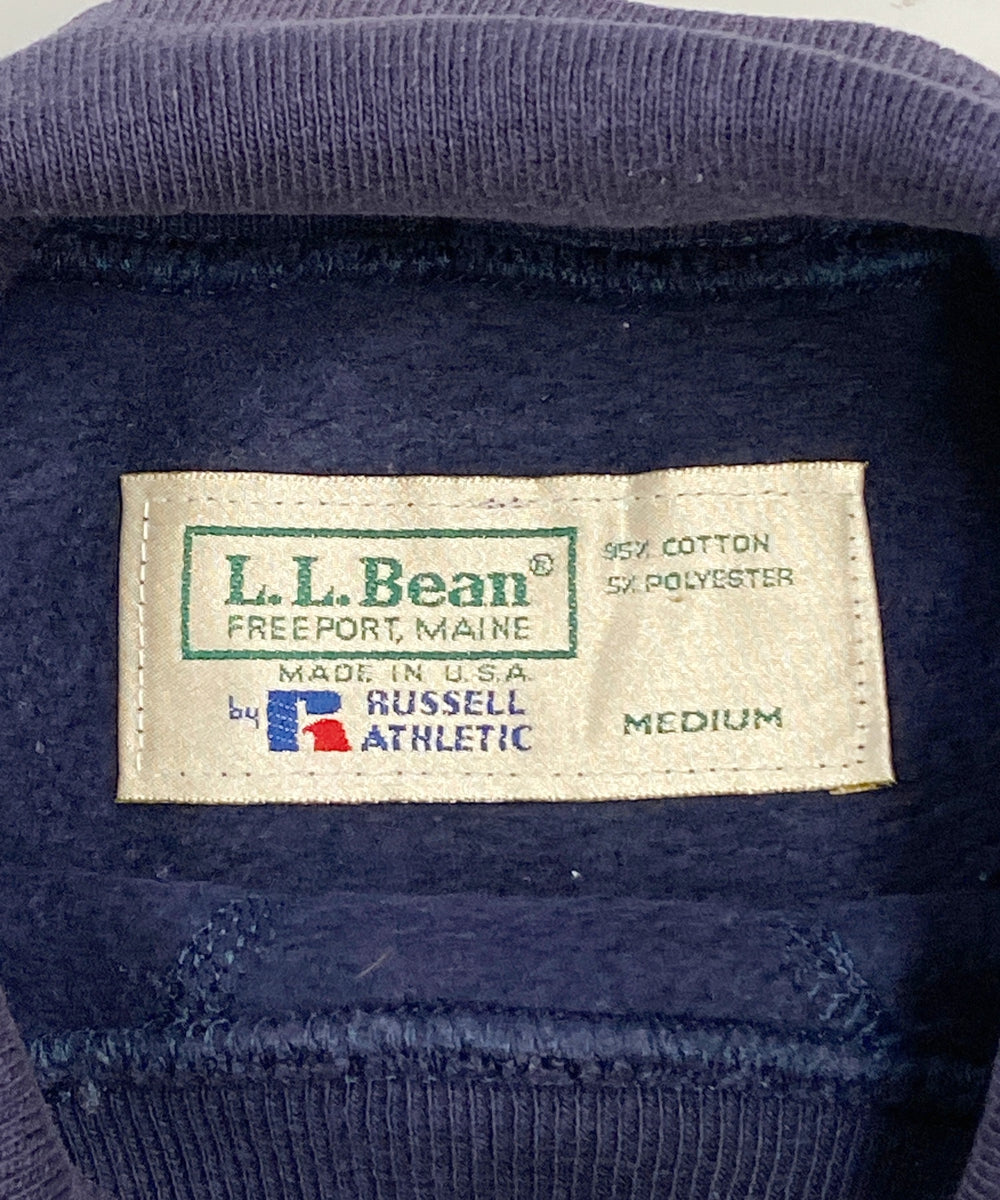 L.L.Bean®
FREEPORT, MAINE
MADE IN U.S.A.
by RUSSELL
ATHLETIC
95% COTTON
5% POLYESTER
MEDIUM